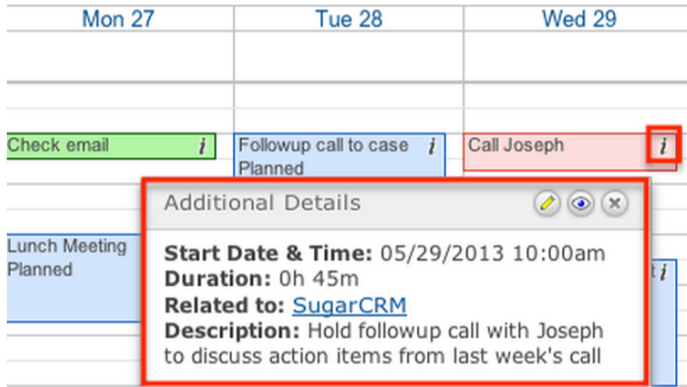 Mon 27
Tue 28
Wed 29
Check email i
Followup call to case i
Planned
Call Joseph i
Additional Details
Lunch Meeting
Planned
Start Date & Time: 05/29/2013 10:00am
Duration: 0h 45m
Related to: SugarCRM
Description: Hold followup call with Joseph
to discuss action items from last week's call
t i